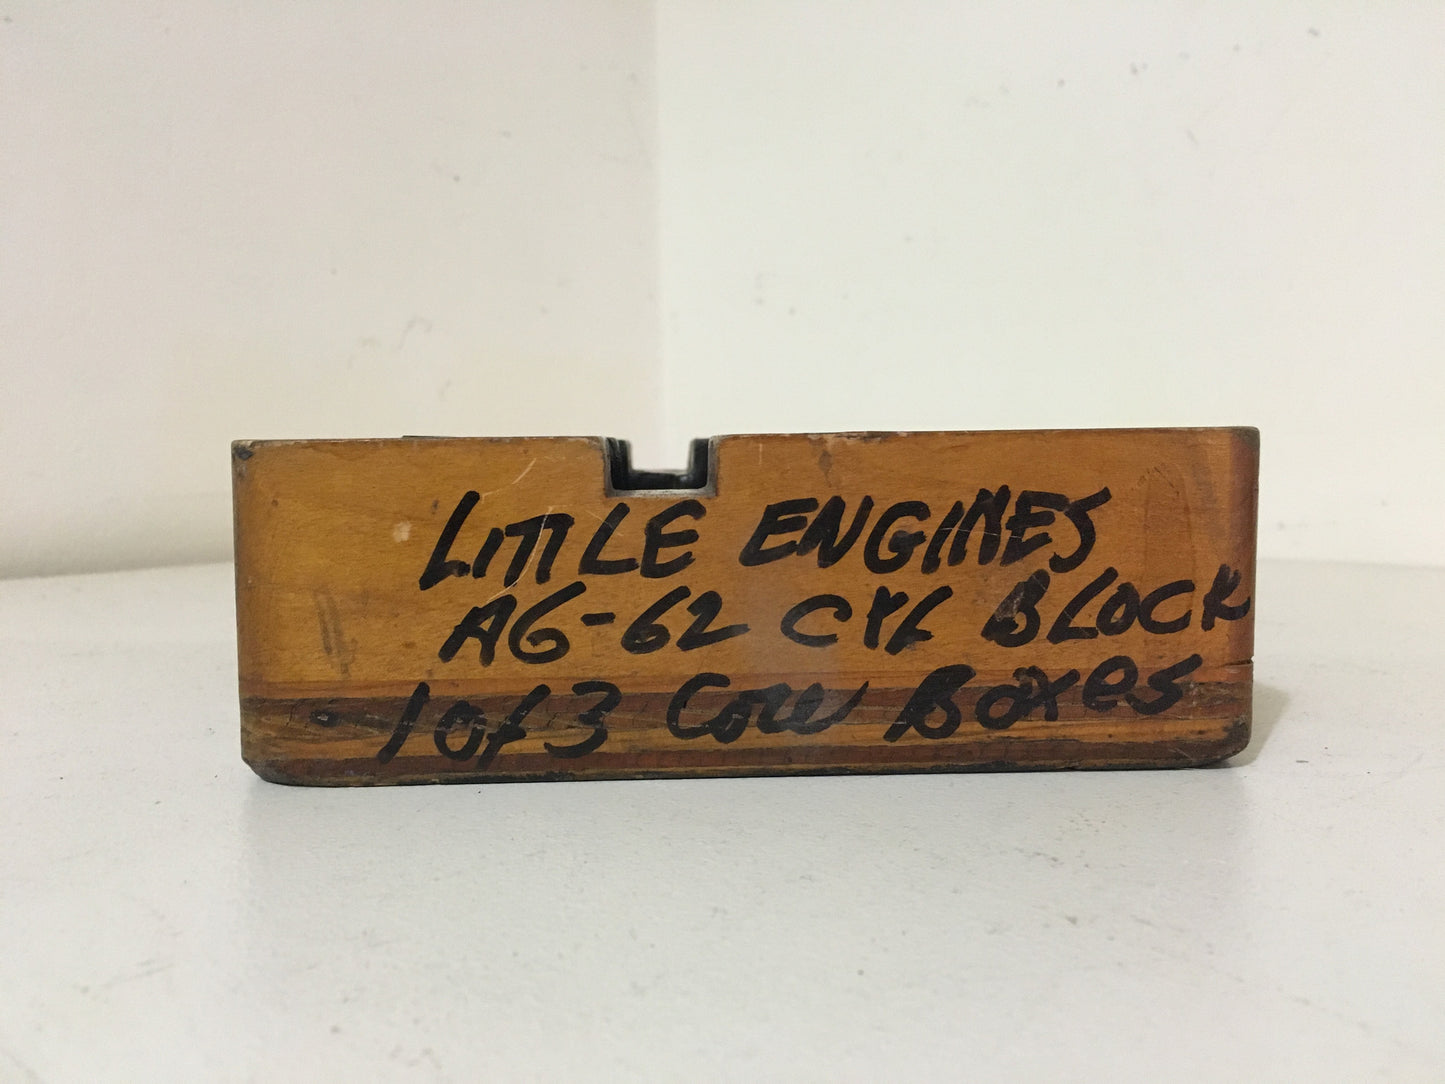 LITTLE ENGINES
AG-62 CYL BLOCK
1 of 3 Core Boxes